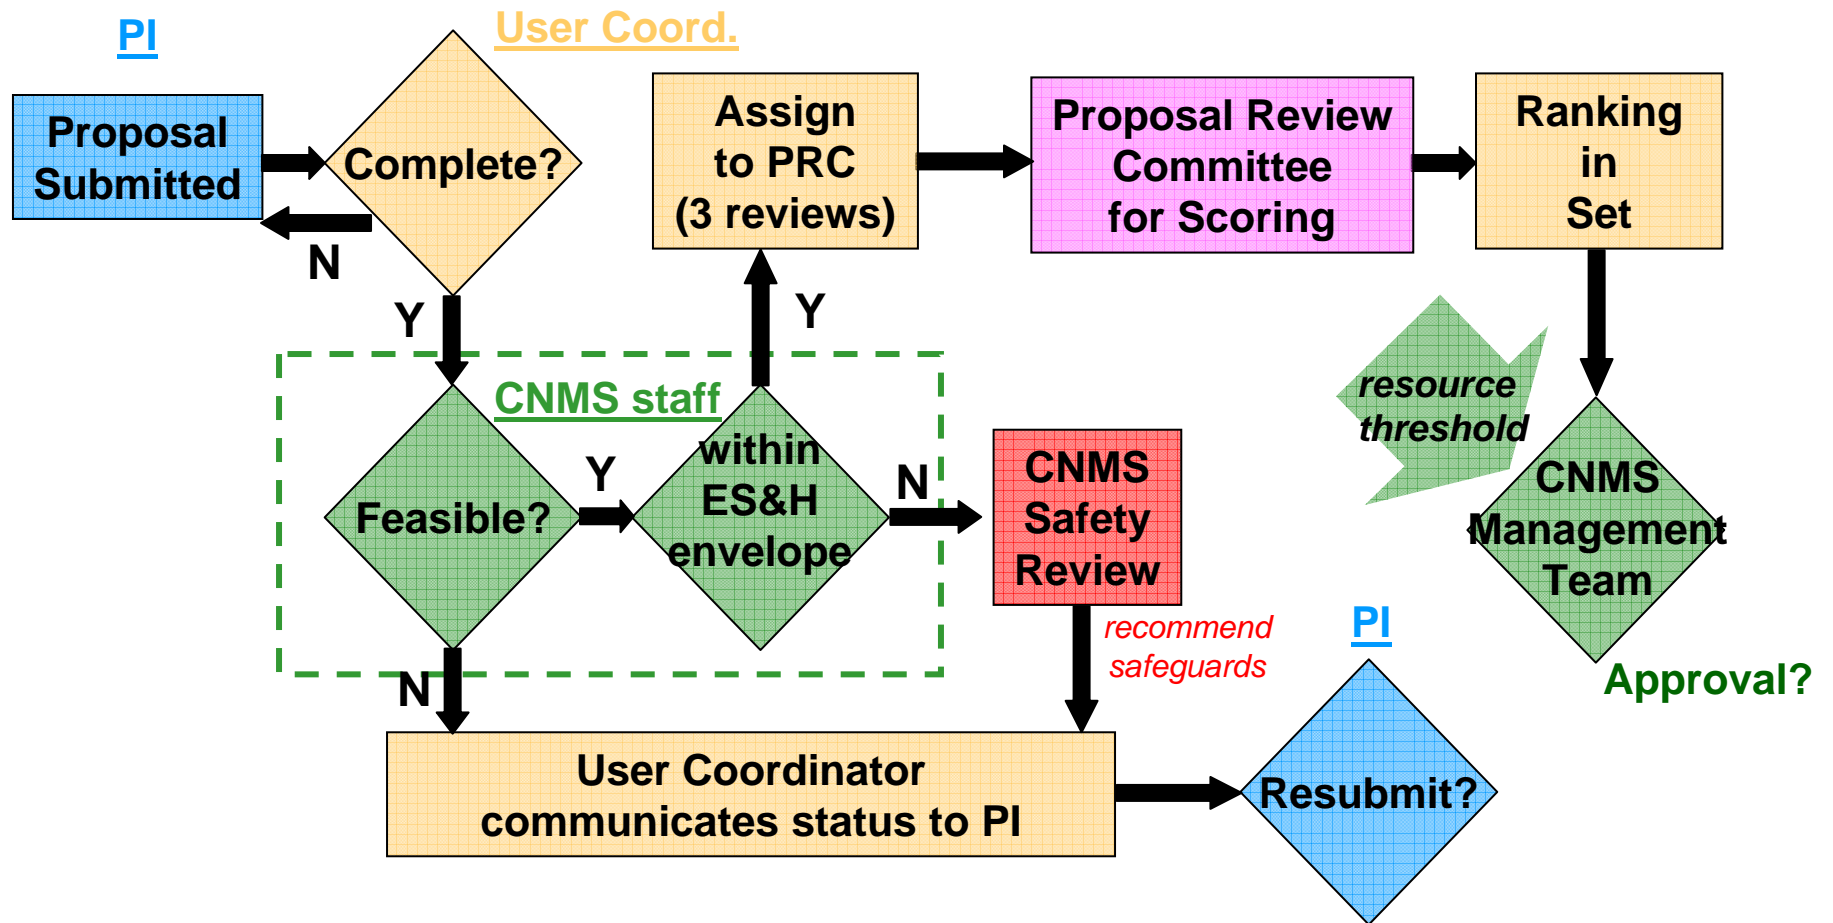 PI
User Coord.
Proposal
Submitted
Complete?
N
Y
Assign
to PRC
(3 reviews)
Proposal Review
Committee
for Scoring
Ranking
in
Set
Y
CNMS staff
Feasible?
Y
within
ES&H
envelope
N
CNMS
Safety
Review
resource
threshold
CNMS
Management
Team
Approval?
N
recommend
safeguards
PI
User Coordinator
communicates status to PI
Resubmit?